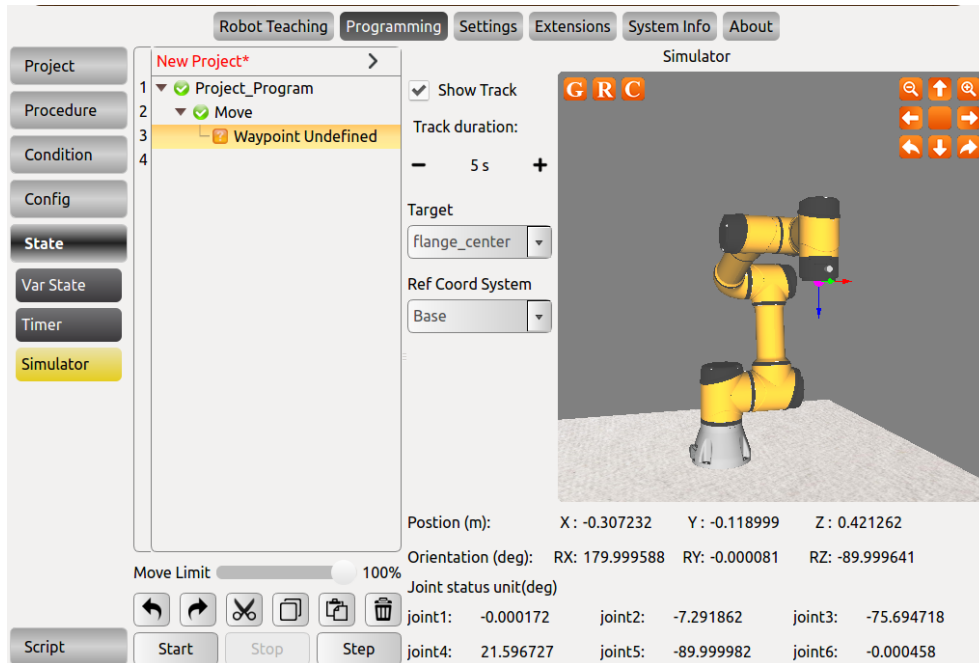 Robot Teaching Programming Settings Extensions System Info About
Project
Procedure
Condition
Config
State
Var State
Timer
Simulator
Script
New Project*
1 Project_Program
2 Move
3 Waypoint Undefined
4
Move Limit 100%
Start Stop Step
Show Track
Track duration:
5 s
Target
flange_center
Ref Coord System
Base
Simulator
G R C
Postion (m): X : -0.307232 Y : -0.118999 Z : 0.421262
Orientation (deg): RX: 179.999588 RY: -0.000081 RZ: -89.999641
Joint status unit(deg)
joint1: -0.000172 joint2: -7.291862 joint3: -75.694718
joint4: 21.596727 joint5: -89.999982 joint6: -0.000458